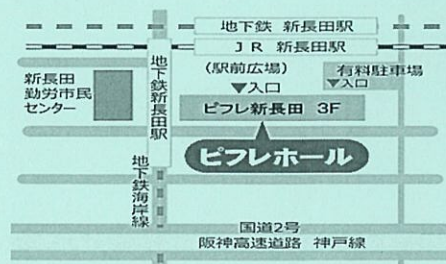 地下鉄 新長田駅
JR 新長田駅
地下鉄新長田駅
(駅前広場)
▼入口
有料駐車場
▼入口
新長田
勤労市民
センター
ピフレ新長田 3F
ピフレホール
地下鉄海岸線
国道2号
阪神高速道路 神戸線